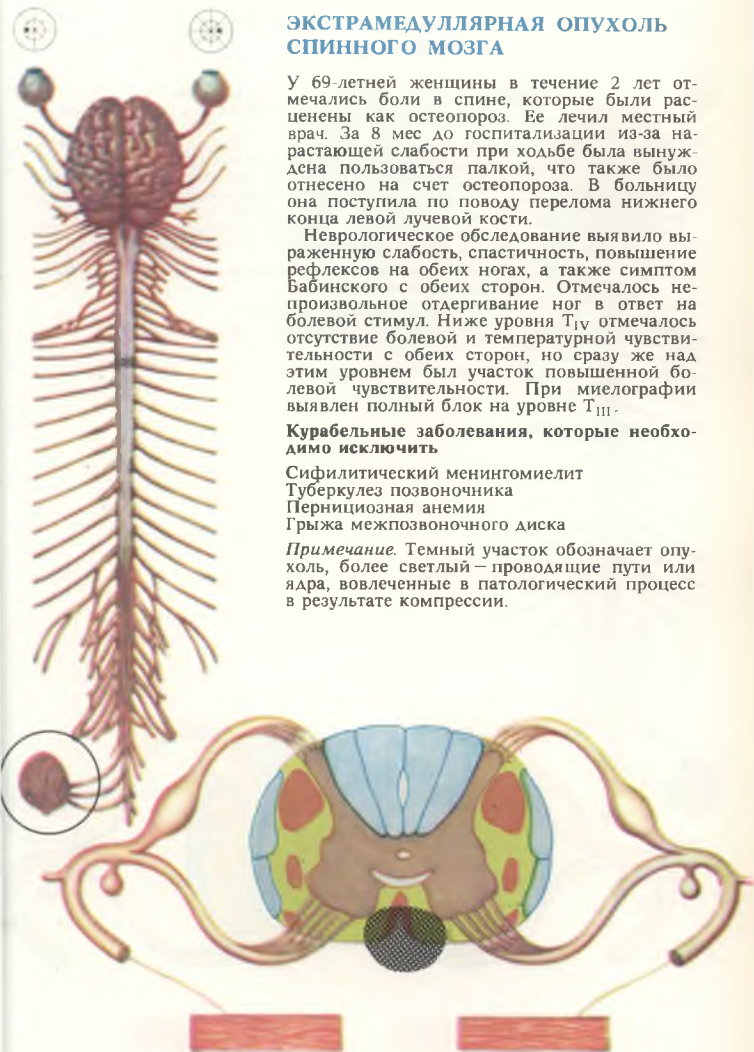 ЭКСТРАМЕДУЛЛЯРНАЯ ОПУХОЛЬ
СПИННОГО МОЗГА
У 69-летней женщины в течение 2 лет от-
мечались боли в спине, которые были рас-
ценены как остеопороз. Ее лечил местный
врач. За 8 мес до госпитализации из-за на-
растающей слабости при ходьбе была вынуж-
дена пользоваться палкой, что также было
отнесено на счет остеопороза. В больницу
она поступила по поводу перелома нижнего
конца левой лучевой кости.
Неврологическое обследование выявило вы-
раженную слабость, спастичность, повышение
рефлексов на обеих ногах, а также симптом
Бабинского с обеих сторон. Отмечалось не-
произвольное отдергивание ног в ответ на
болевой стимул. Ниже уровня TIV отмечалось
отсутствие болевой и температурной чувстви-
тельности с обеих сторон, но сразу же над
этим уровнем был участок повышенной бо-
левой чувствительности. При миелографии
выявлен полный блок на уровне TIII.
Курабельные заболевания, которые необхо-
димо исключить
Сифилитический менингомиелит
Туберкулез позвоночника
Пернициозная анемия
Грыжа межпозвоночного диска
Примечание. Темный участок обозначает опу-
холь, более светлый — проводящие пути или
ядра, вовлеченные в патологический процесс
в результате компрессии.